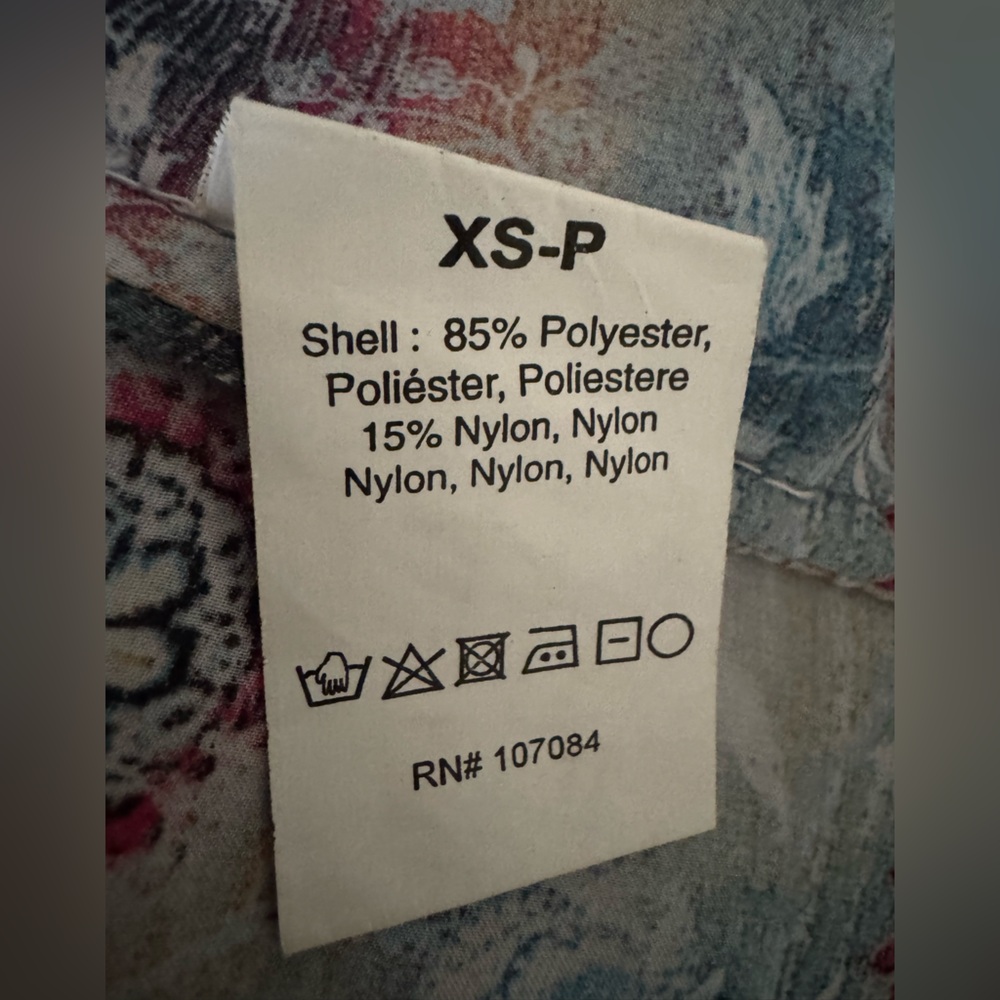 XS-P
Shell : 85% Polyester,
Poliéster, Poliestere
15% Nylon, Nylon
Nylon, Nylon, Nylon
RN# 107084